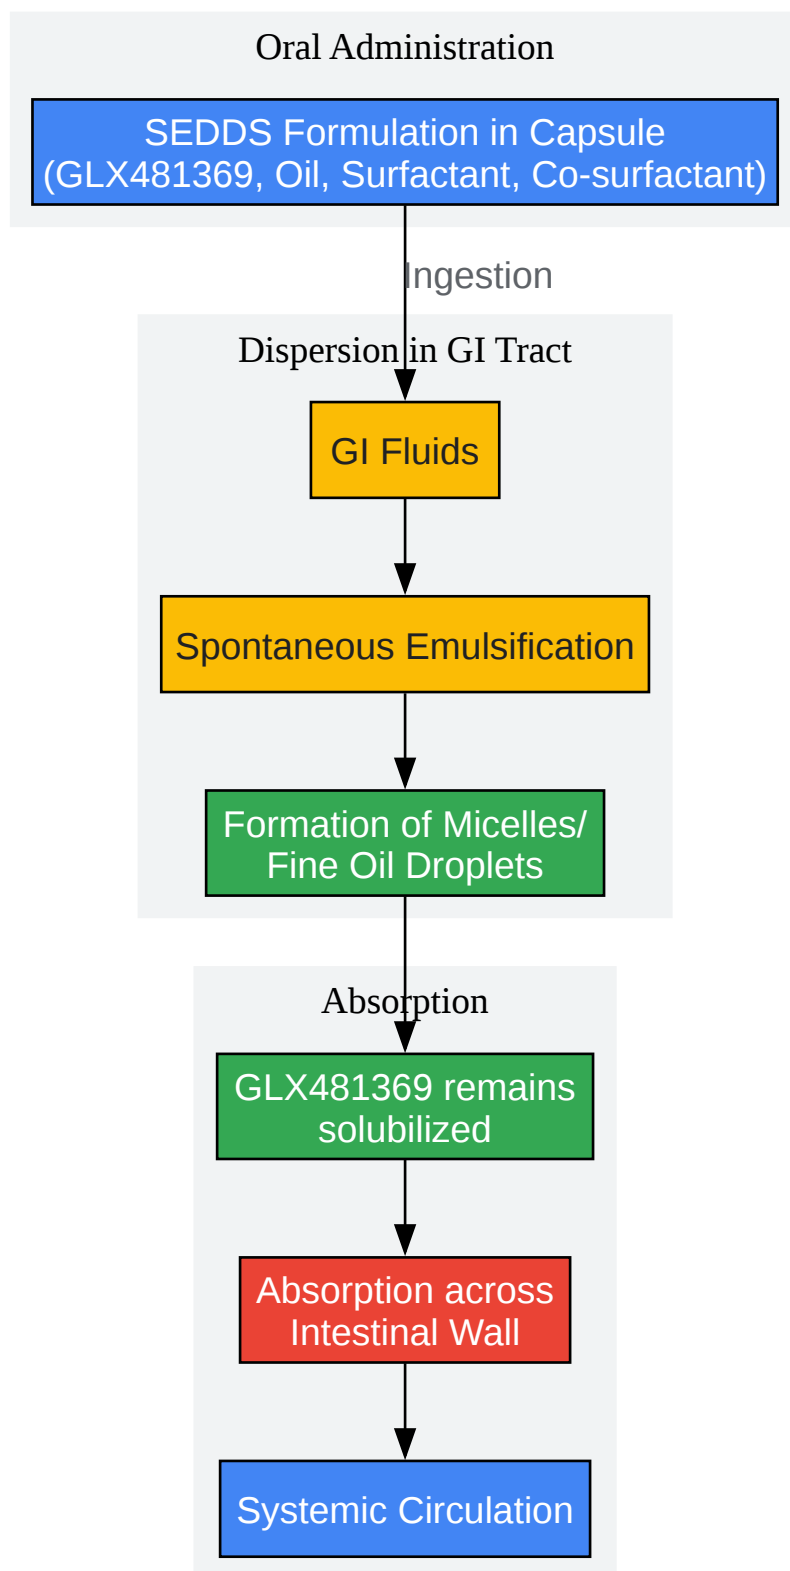 Oral Administration
SEDDS Formulation in Capsule
(GLX481369, Oil, Surfactant, Co-surfactant)
Ingestion
Dispersion in GI Tract
GI Fluids
Spontaneous Emulsification
Formation of Micelles/
Fine Oil Droplets
Absorption
GLX481369 remains
solubilized
Absorption across
Intestinal Wall
Systemic Circulation